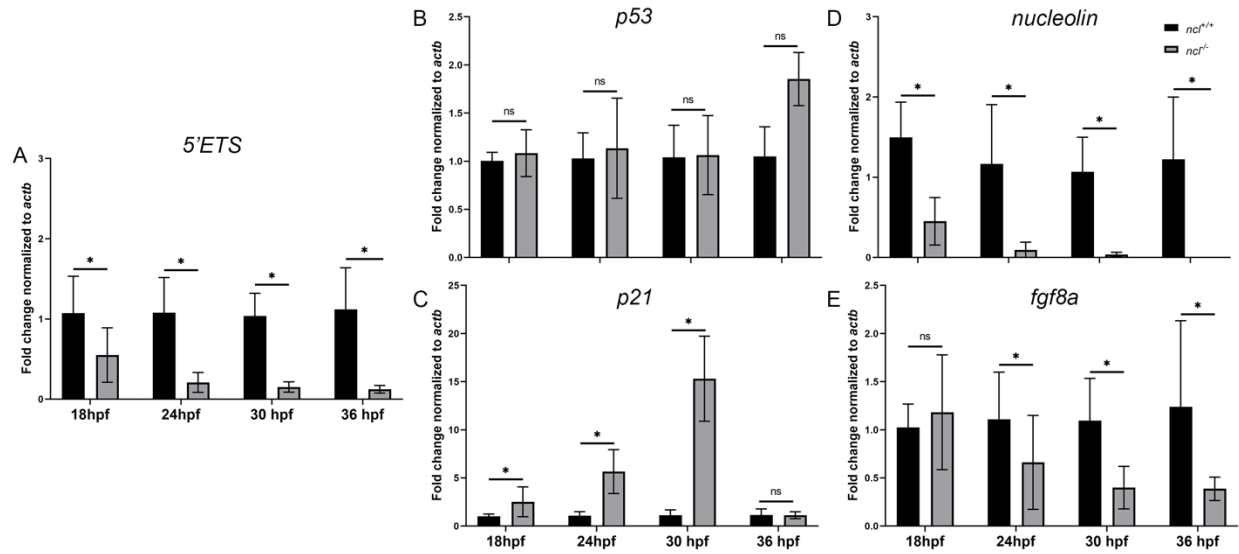 A
5'ETS
Fold change normalized to actb
3
2
1
0
*
*
*
*
18hpf 24hpf 30 hpf 36 hpf
B
p53
Fold change normalized to actb
2.5
2.0
1.5
1.0
0.5
0.0
ns
ns
ns
ns
C
p21
Fold change normalized to actb
25
20
15
10
5
0
*
*
*
ns
18hpf 24hpf 30 hpf 36 hpf
D
nucleolin
ncl+/+
ncl-/-
Fold change normalized to actb
3
2
1
0
*
*
*
*
E
fgf8a
Fold change normalized to actb
2.5
2.0
1.5
1.0
0.5
0.0
ns
*
*
*
18hpf 24hpf 30 hpf 36 hpf